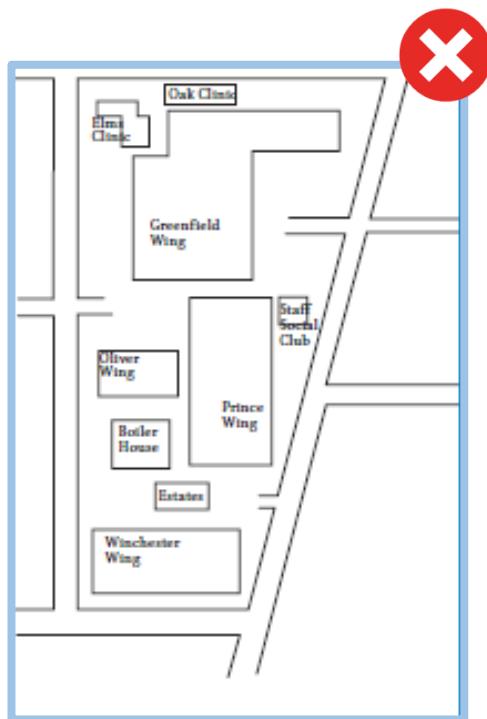 Oak Clinic
Elms
Clinic
Greenfield
Wing
Staff
Social
Club
Oliver
Wing
Prince
Wing
Boiler
House
Estates
Winchester
Wing